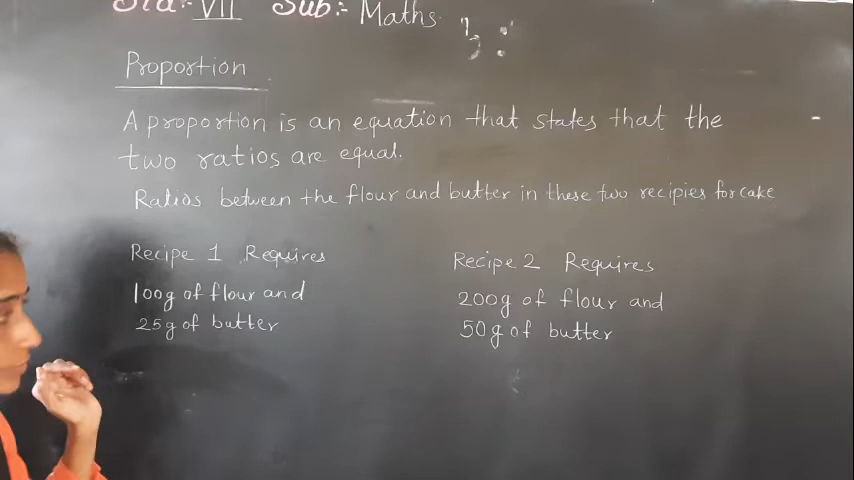 Std:- VII Sub:- Maths.
Proportion
A proportion is an equation that states that the
two ratios are equal.
Ratios between the flour and butter in these two recipies for cake
Recipe 1 Requires
100g of flour and
25g of butter
Recipe 2 Requires
200g of flour and
50g of butter